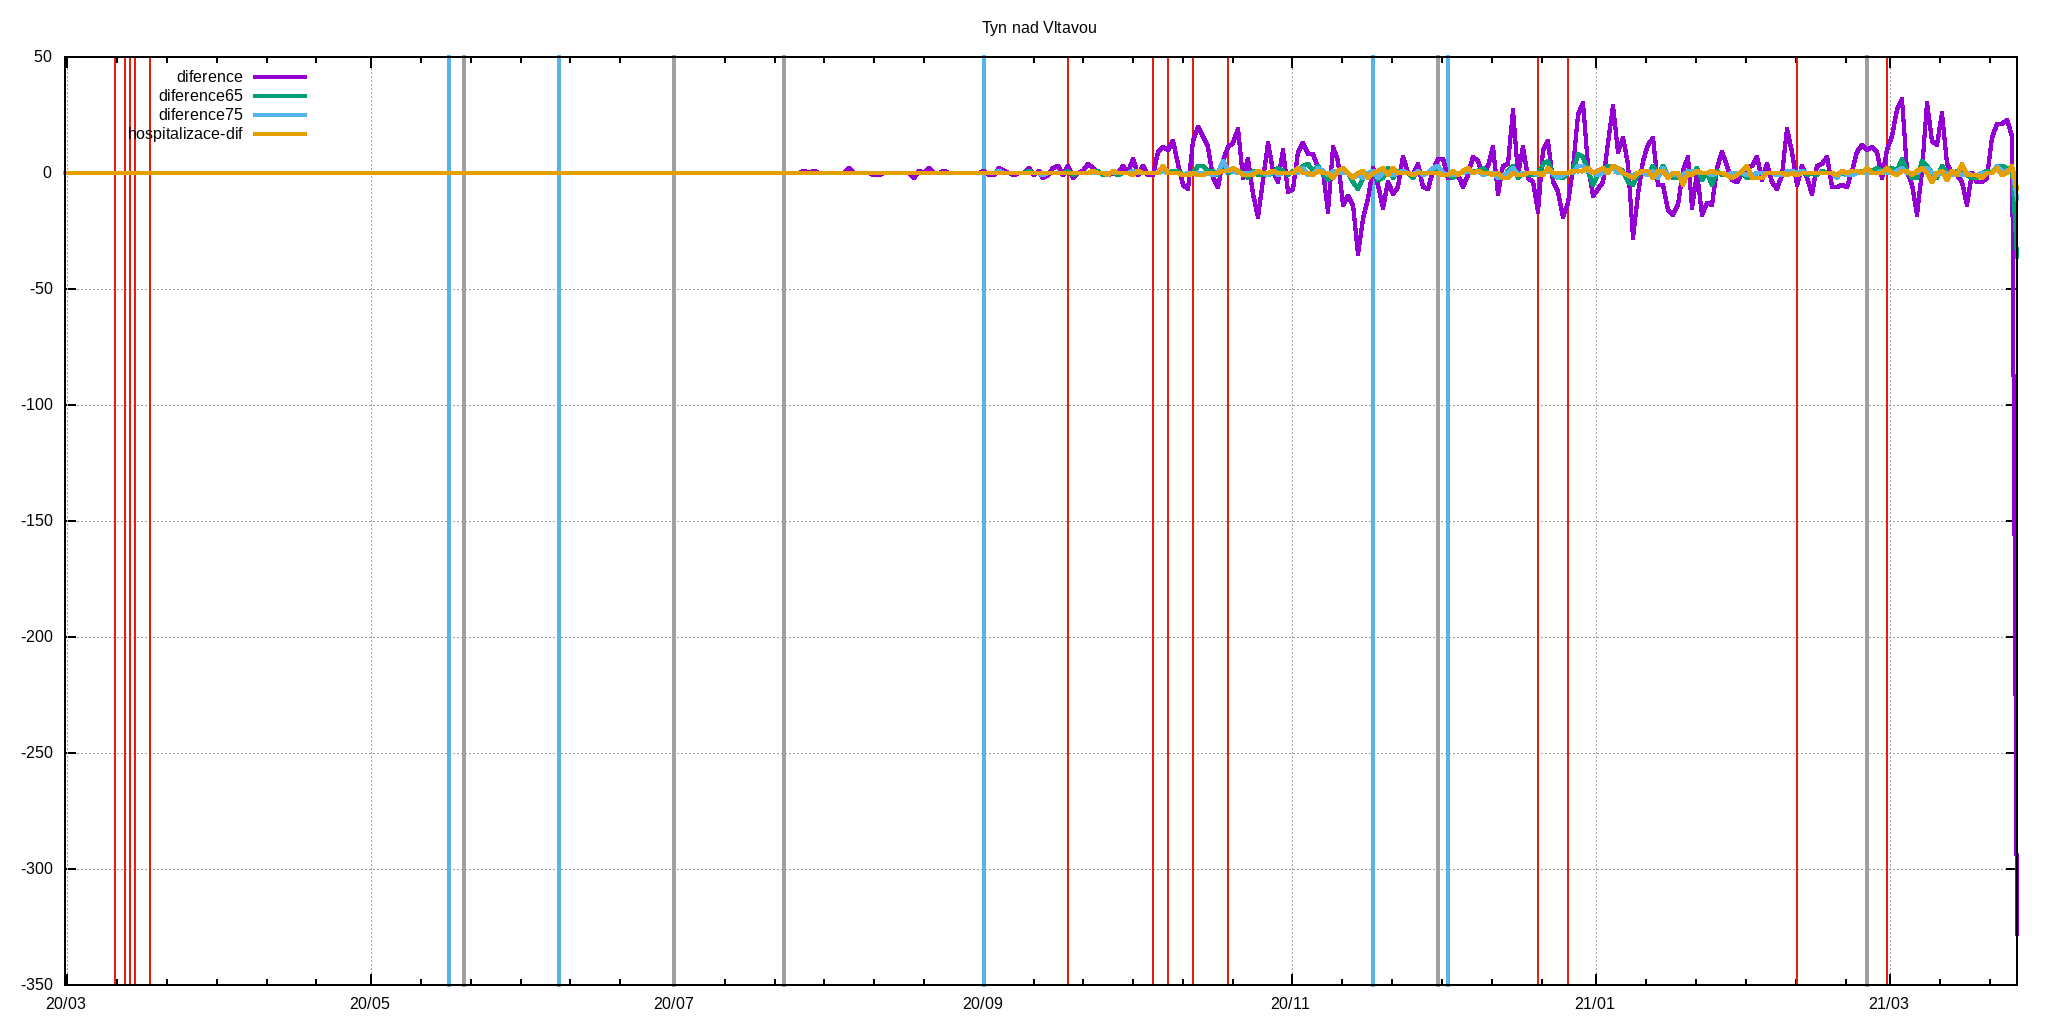 Tyn nad Vltavou
50
0
-50
-100
-150
-200
-250
-300
-350
diference
diference65
diference75
hospitalizace-dif
20/03 20/05 20/07 20/09 20/11 21/01 21/03